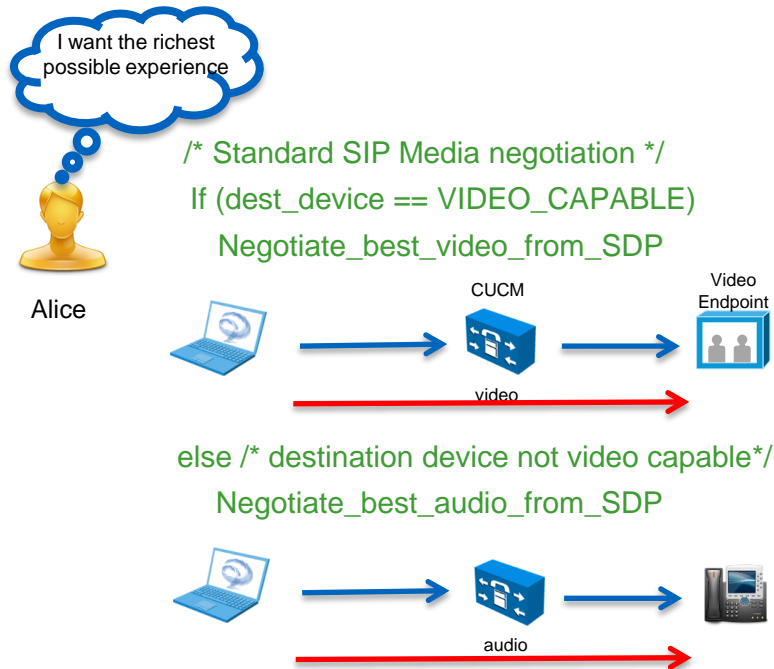 I want the richest
possible experience
/* Standard SIP Media negotiation */
If (dest_device == VIDEO_CAPABLE)
Negotiate_best_video_from_SDP
Alice
CUCM
Video
Endpoint
video
else /* destination device not video capable*/
Negotiate_best_audio_from_SDP
audio